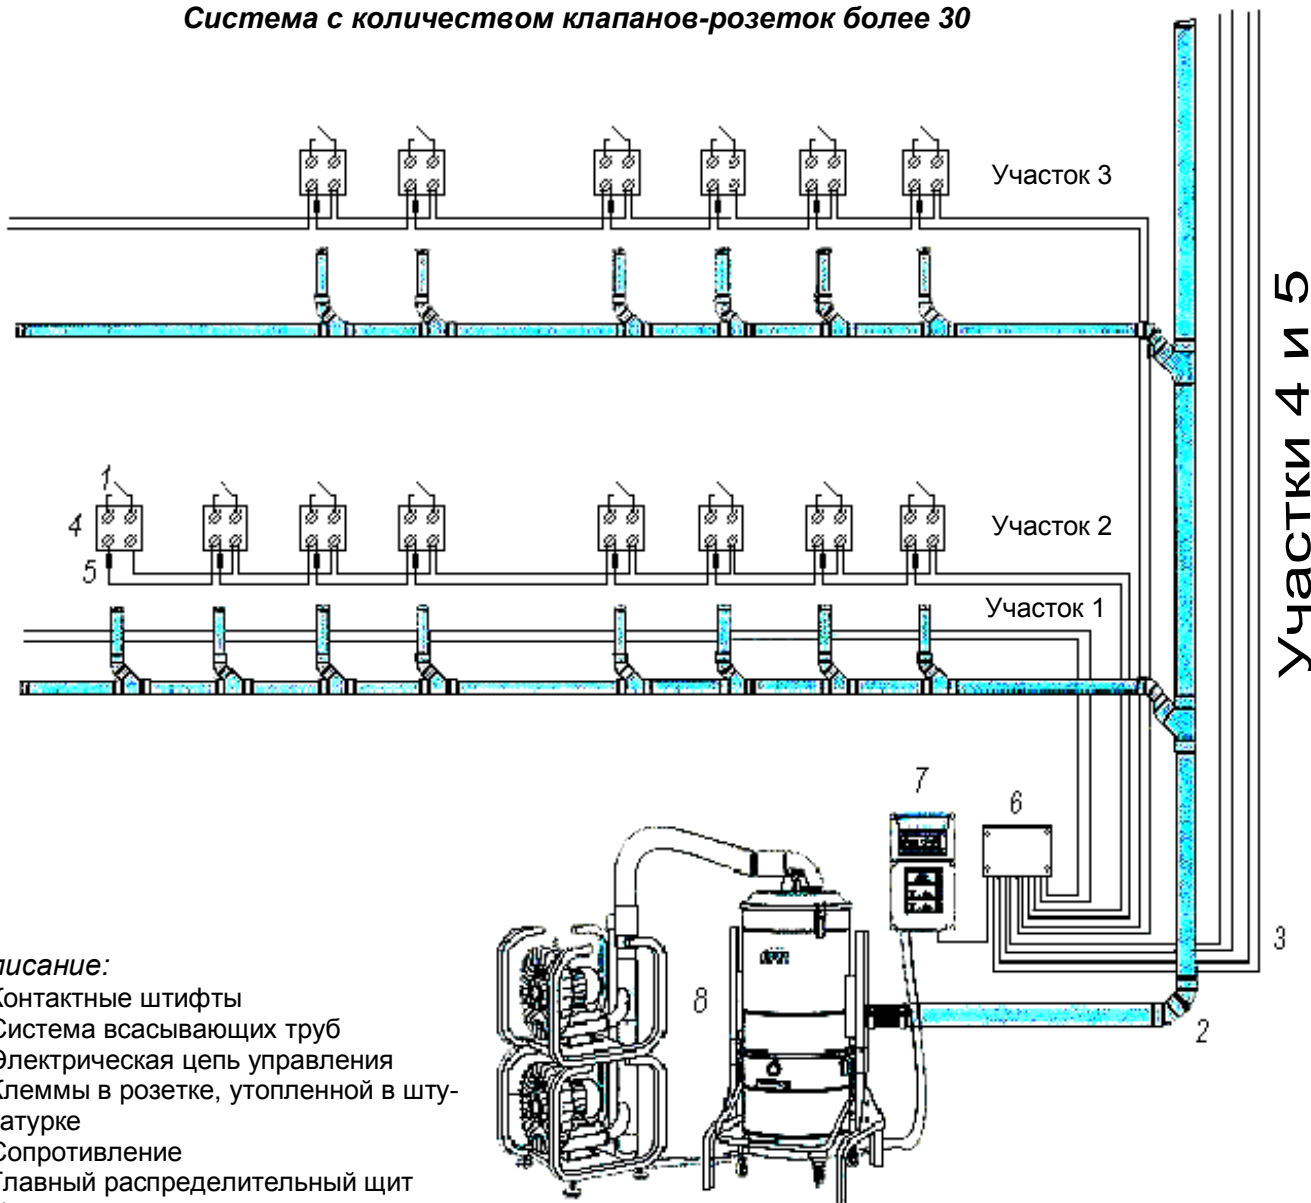 Система с количеством клапанов-розеток более 30
Участок 3
Участки 4 и 5
1
4
Участок 2
5
Участок 1
7
6
3
8
2
писание:
Контактные штифты
Система всасывающих труб
Электрическая цепь управления
Клеммы в розетке, утопленной в шту-
атурке
Сопротивление
Главный распределительный щит